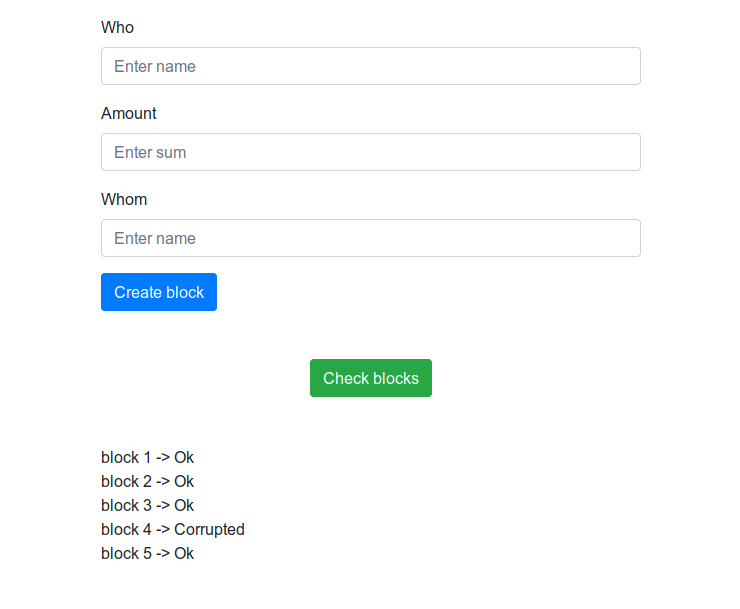 Who
Enter name
Amount
Enter sum
Whom
Enter name
Create block
Check blocks
block 1 -> Ok
block 2 -> Ok
block 3 -> Ok
block 4 -> Corrupted
block 5 -> Ok